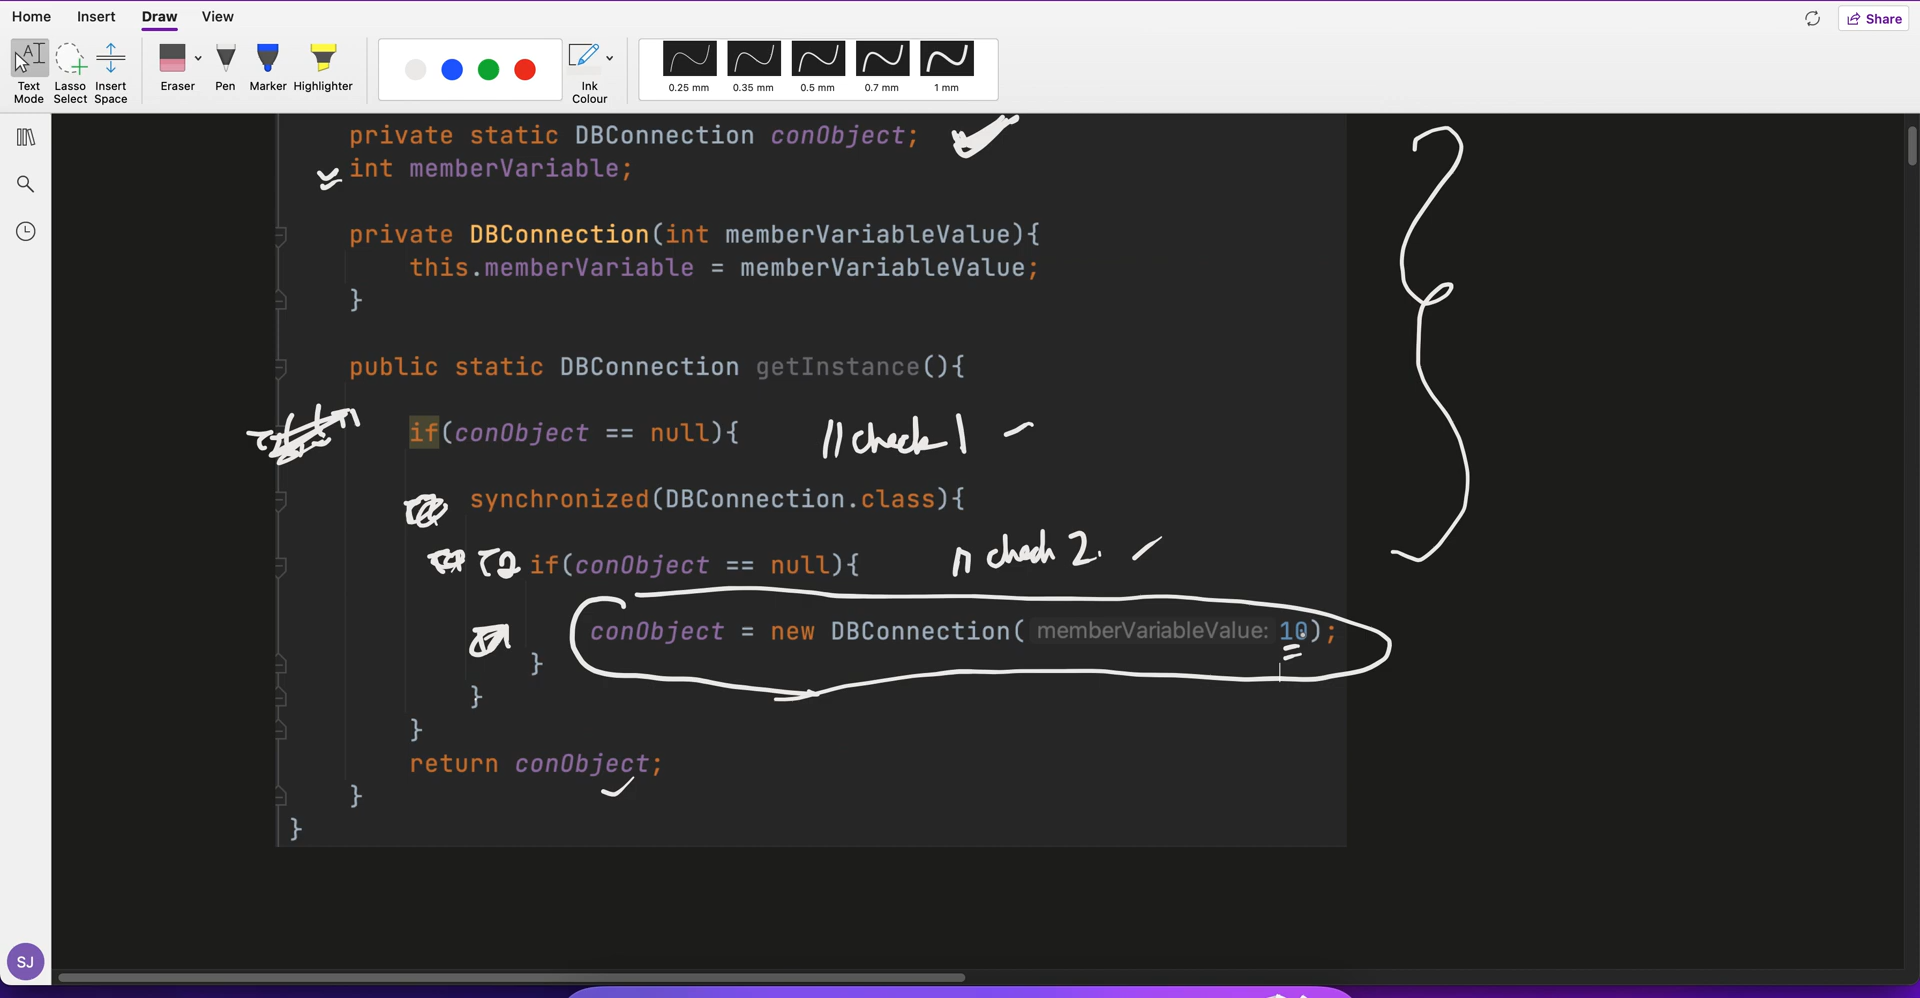 Home Insert Draw View
Share
Text Mode
Lasso Select
Insert Space
Eraser
Pen
Marker
Highlighter
Ink Colour
0.25 mm 0.35 mm 0.5 mm 0.7 mm 1 mm
private static DBConnection conObject;
int memberVariable;
private DBConnection(int memberVariableValue){
this.memberVariable = memberVariableValue;
}
public static DBConnection getInstance(){
if(conObject == null){ //check 1
synchronized(DBConnection.class){
T2 if(conObject == null){ // check 2.
conObject = new DBConnection( memberVariableValue: 10);
}
}
}
return conObject;
}
}
SJ